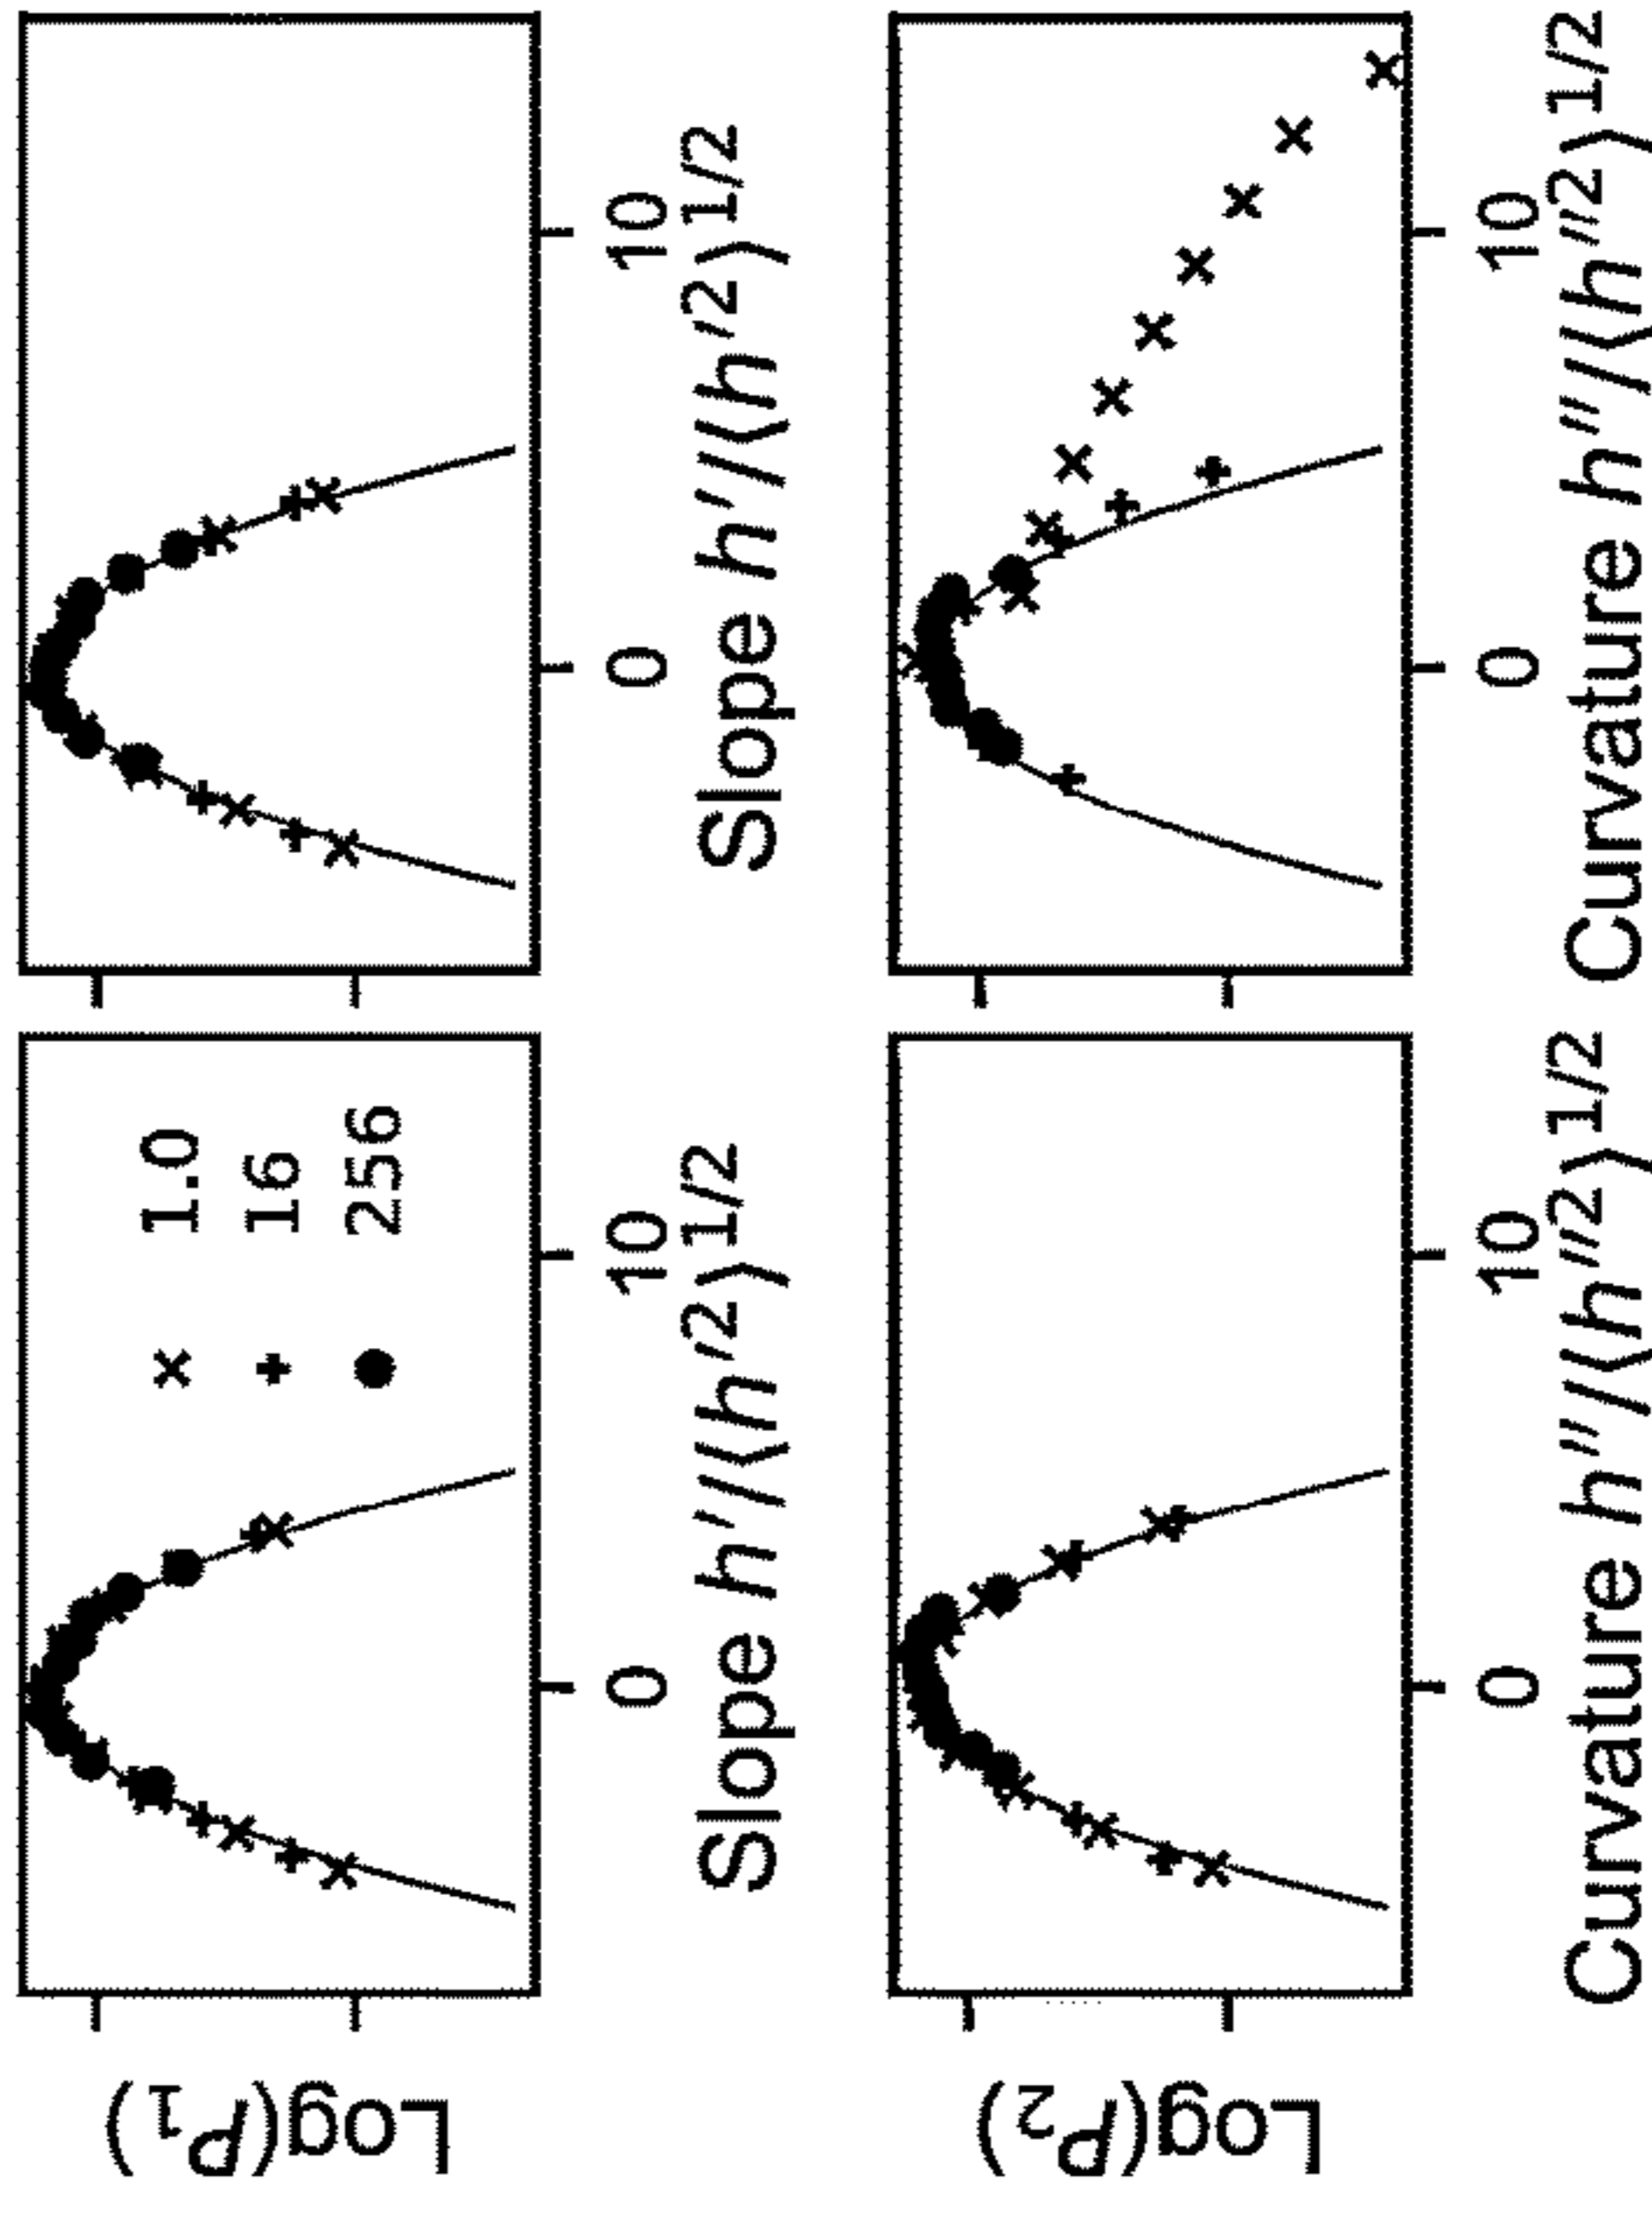 Log(P₁)
× 1.0
+ 16
● 256
0 10
Slope h′/⟨h′²⟩¹/²
0 10
Slope h′/⟨h′²⟩¹/²
Log(P₂)
0 10
Curvature h″/⟨h″²⟩¹/²
0 10
Curvature h″/⟨h″²⟩¹/²